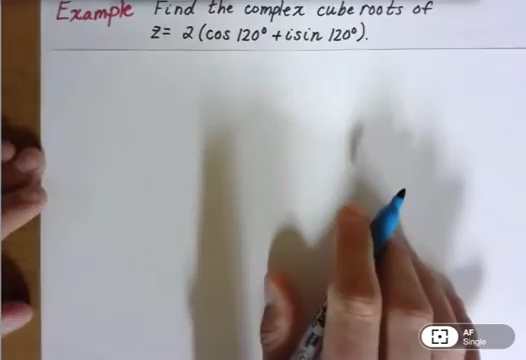 Example Find the complex cube roots of
z= 2 (cos 120° + i sin 120°).
AF
Single